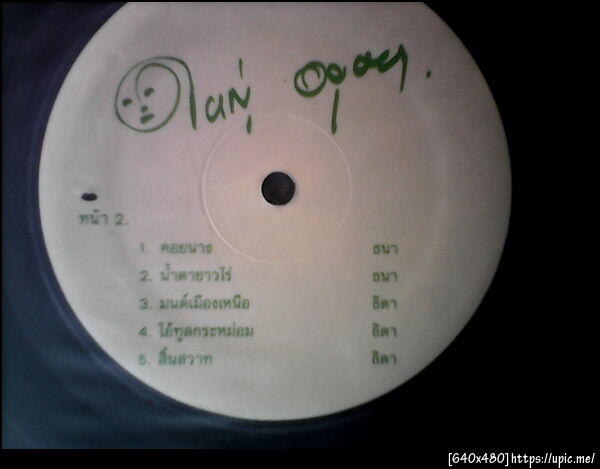 หน้า 2.
1. คอยนาง ธนา
2. น้ำตาชาวไร่ ธนา
3. มนต์เมืองเหนือ ธิดา
4. โอ้ทูลกระหม่อม ธิดา
5. สิ้นสวาท ธิดา
[640x480]https://upic.me/